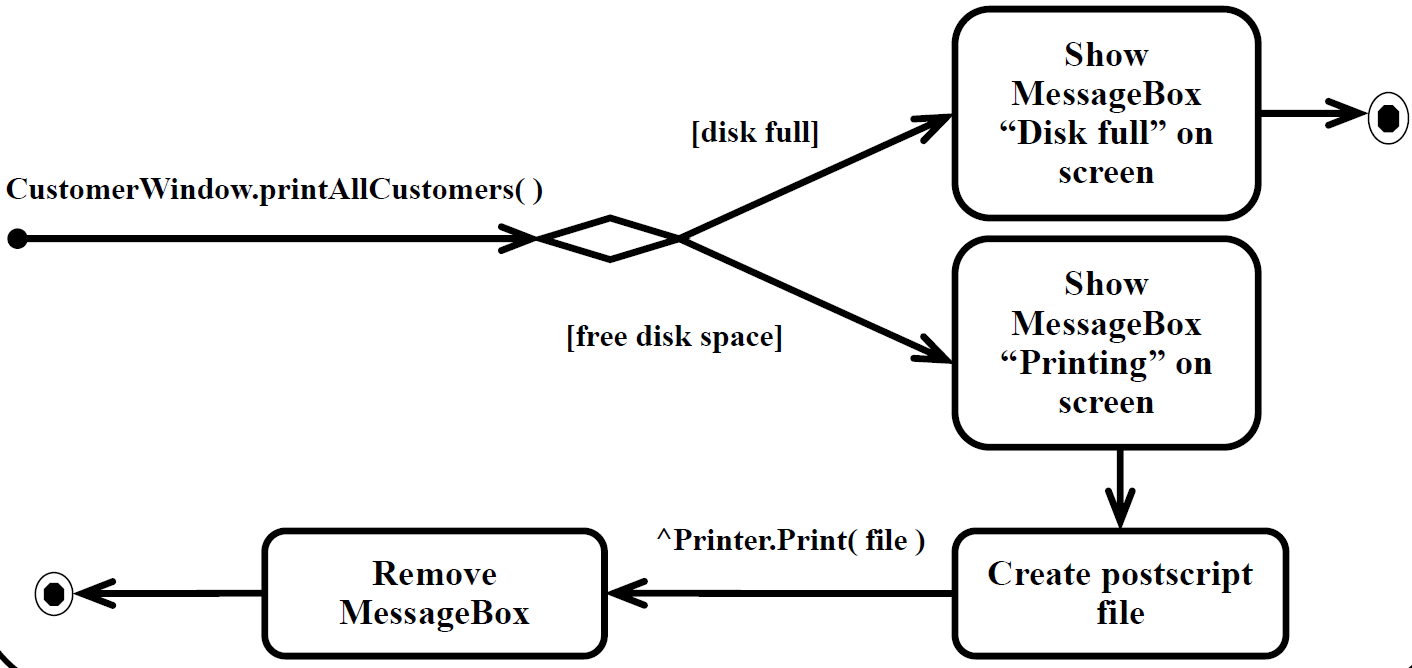 Show
MessageBox
“Disk full” on
screen
[disk full]
CustomerWindow.printAllCustomers( )
[free disk space]
Show
MessageBox
“Printing” on
screen
^Printer.Print( file )
Remove
MessageBox
Create postscript
file